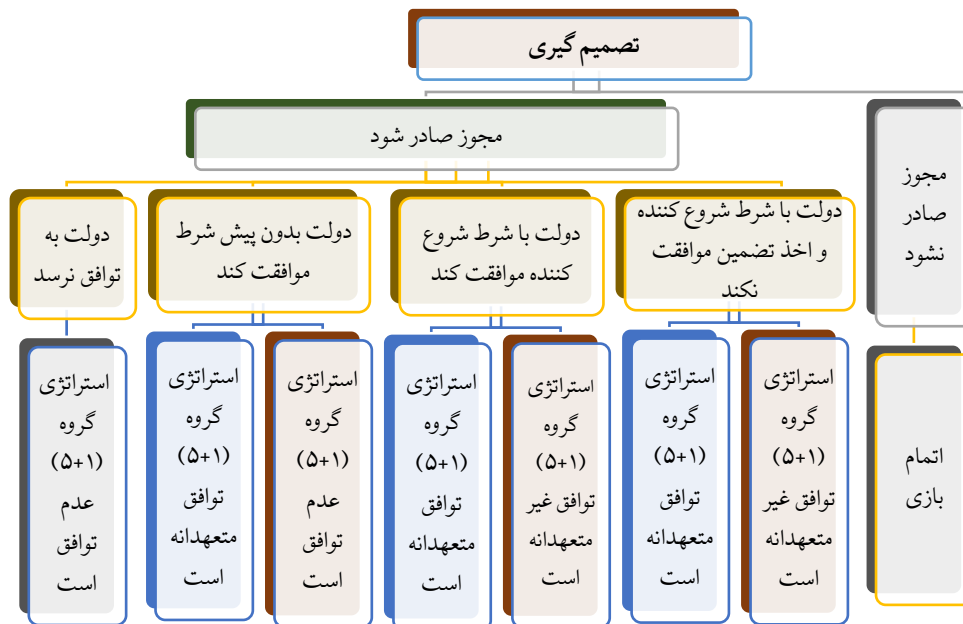 تصمیم گیری
مجوز صادر شود
مجوز
صادر
نشود
دولت با شرط شروع کننده
و اخذ تضمین موافقت
نکند
دولت با شرط شروع
کننده موافقت کند
دولت بدون پیش شرط
موافقت کند
دولت به
توافق نرسد
اتمام
بازی
استراتژی
گروه
(۵+۱)
توافق غیر
متعهدانه
است
استراتژی
گروه
(۵+۱)
توافق
متعهدانه
است
استراتژی
گروه
(۵+۱)
توافق غیر
متعهدانه
است
استراتژی
گروه
(۵+۱)
توافق
متعهدانه
است
استراتژی
گروه
(۵+۱)
عدم
توافق
است
استراتژی
گروه
(۵+۱)
توافق
متعهدانه
است
استراتژی
گروه
(۵+۱)
عدم
توافق
است